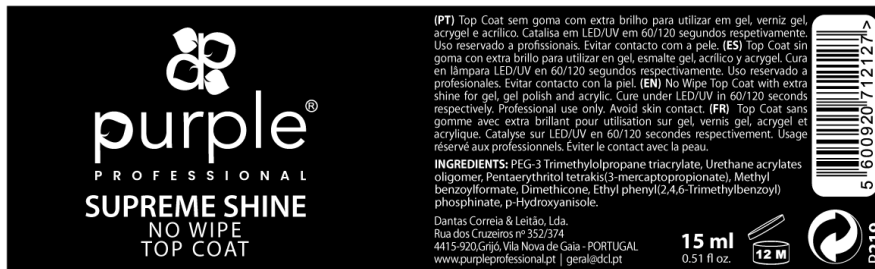 purple®
PROFESSIONAL
SUPREME SHINE
NO WIPE
TOP COAT
(PT) Top Coat sem goma com extra brilho para utilizar em gel, verniz gel,
acrygel e acrílico. Catalisa em LED/UV em 60/120 segundos respetivamente.
Uso reservado a profissionais. Evitar contacto com a pele. (ES) Top Coat sin
goma con extra brillo para utilizar en gel, esmalte gel, acrílico y acrygel. Cura
en lâmpara LED/UV en 60/120 segundos respectivamente. Uso reservado a
profesionales. Evitar contacto con la piel. (EN) No Wipe Top Coat with extra
shine for gel, gel polish and acrylic. Cure under LED/UV in 60/120 seconds
respectively. Professional use only. Avoid skin contact. (FR) Top Coat sans
gomme avec extra brillant pour utilisation sur gel, vernis gel, acrygel et
acrylique. Catalyse sur LED/UV en 60/120 secondes respectivement. Usage
réservé aux professionnels. Éviter le contact avec la peau.
INGREDIENTS: PEG-3 Trimethylolpropane triacrylate, Urethane acrylates
oligomer, Pentaerythritol tetrakis(3-mercaptopropionate), Methyl
benzoylformate, Dimethicone, Ethyl phenyl(2,4,6-Trimethylbenzoyl)
phosphinate, p-Hydroxyanisole.
Dantas Correia & Leitão, Lda.
Rua dos Cruzeiros nº 352/374
4415-920,Grijó, Vila Nova de Gaia - PORTUGAL
www.purpleprofessional.pt | geral@dcl.pt
15 ml
0.51 fl oz.
12 M
5 600920 712127 >